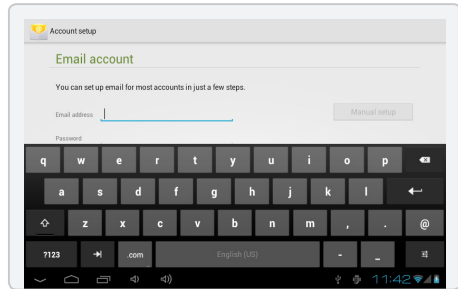 Account setup
Email account
You can set up email for most accounts in just a few steps.
Email address
Manual setup
Password
q w e r t y u i o p
a s d f g h j k l
z x c v b n m , . @
?123 .com English (US) - _
11:42